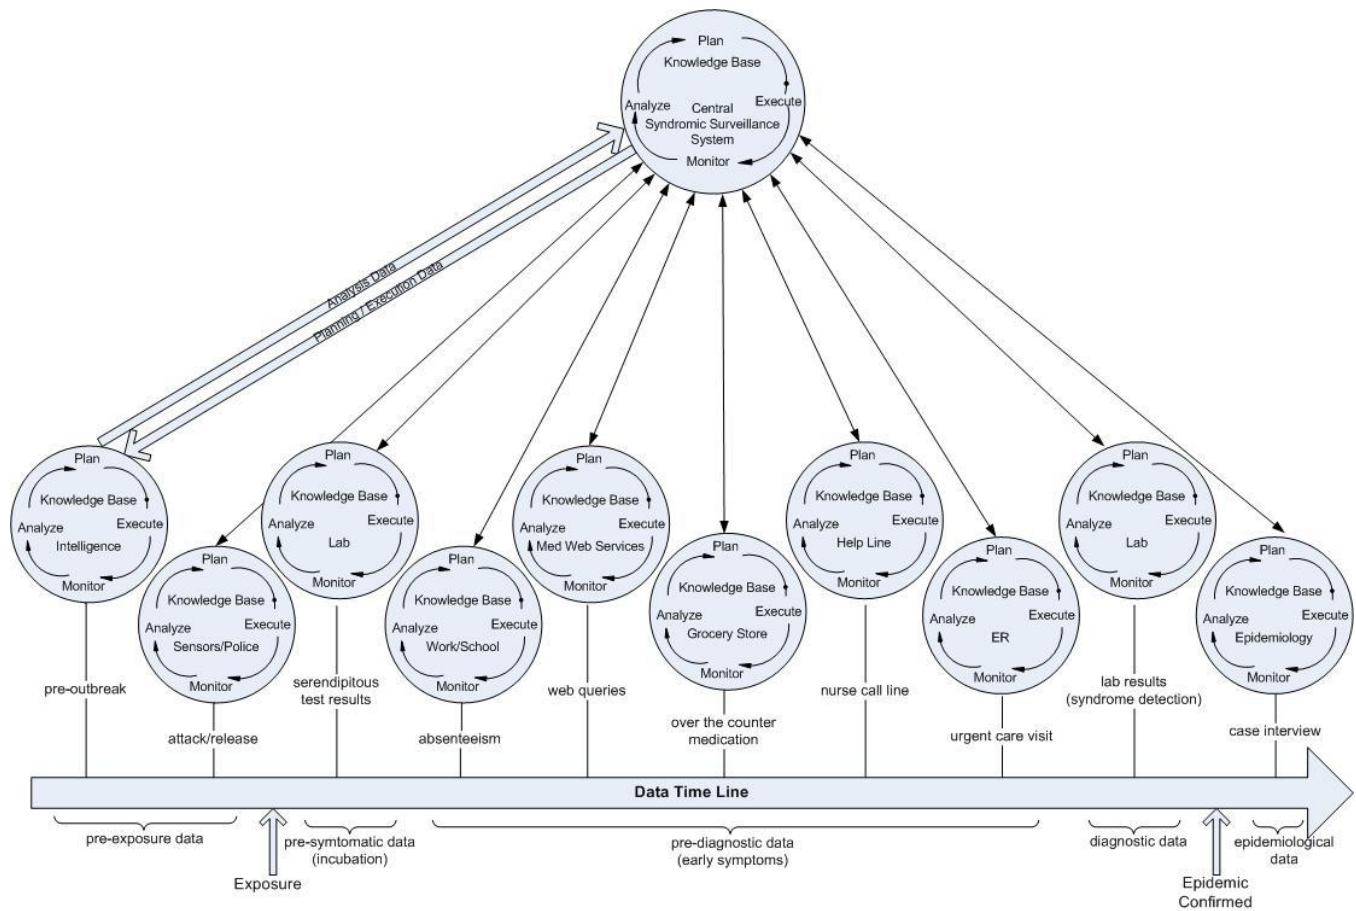 Plan
Knowledge Base
Analyze
Execute
Central
Syndromic Surveillance
System
Monitor
Analysis Data
Planning / Execution Data
Plan
Knowledge Base
Analyze
Execute
Intelligence
Monitor
Plan
Knowledge Base
Analyze
Execute
Sensors/Police
Monitor
Plan
Knowledge Base
Analyze
Execute
Lab
Monitor
Plan
Knowledge Base
Analyze
Execute
Work/School
Monitor
Plan
Knowledge Base
Analyze
Execute
Med Web Services
Monitor
Plan
Knowledge Base
Analyze
Execute
Grocery Store
Monitor
Plan
Knowledge Base
Analyze
Execute
Help Line
Monitor
Plan
Knowledge Base
Analyze
Execute
ER
Monitor
Plan
Knowledge Base
Analyze
Execute
Lab
Monitor
Plan
Knowledge Base
Analyze
Execute
Epidemiology
Monitor
pre-outbreak
attack/release
serendipitous
test results
absenteeism
web queries
over the counter
medication
nurse call line
urgent care visit
lab results
(syndrome detection)
case interview
Data Time Line
pre-exposure data
Exposure
pre-symtomatic data
(incubation)
pre-diagnostic data
(early symptoms)
diagnostic data
Epidemic
Confirmed
epidemiological
data